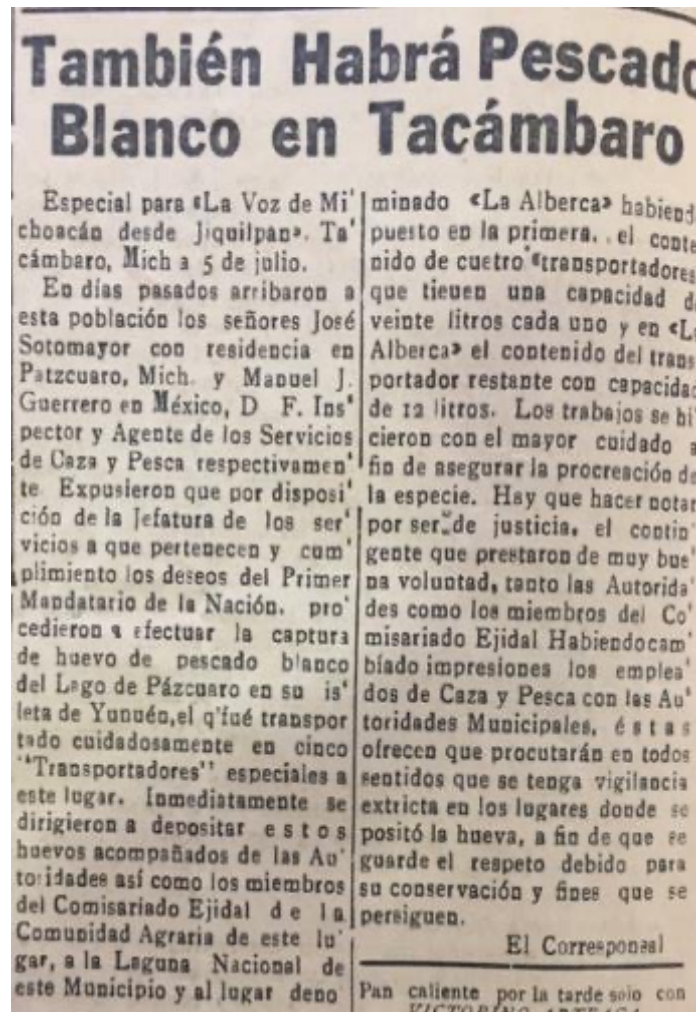 También Habrá Pescado
Blanco en Tacámbaro
Especial para «La Voz de Mi'
choacán desde Jiquilpan». Ta'
cámbaro, Mich a 5 de julio.
En días pasados arribaron a
esta población los señores José
Sotomayor con residencia en
Patzcuaro, Mich. y Manuel J.
Guerrero en México, D F. Ins'
pector y Agente de los Servicios
de Caza y Pesca respectivamen'
te Expusieron que por disposi'
ción de la Jefatura de los ser'
vicios a que pertenecen y cum'
plimiento los deseos del Primer
Mandatario de la Nación, pro'
cedieron a efectuar la captura
de huevo de pescado blanco
del Lago de Pázcuaro en su is'
leta de Yunuén, el q'fué transpor
tado cuidadosamente en cinco
"Transportadores" especiales a
este lugar. Inmediatamente se
dirigieron a depositar estos
huevos acompañados de las Au'
toridades así como los miembros
del Comisariado Ejidal de la
Comunidad Agraria de este lu'
gar, a la Laguna Nacional de
este Municipio y al lugar deno
minado «La Alberca» habiend
puesto en la primera, el conte
nido de cuetro «transportadores
que tienen una capacidad d
veinte litros cada uno y en «L
Alberca» el contenido del trans
portador restante con capacidad
de 12 litros. Los trabajos se hi'
cieron con el mayor cuidado a
fin de asegurar la procreación de
la especie. Hay que hacer notar
por ser de justicia, el contin'
gente que prestaron de muy bue'
na voluntad, tanto las Autorida'
des como los miembros del Co'
misariado Ejidal Habiendocam'
bíado impresiones los emplea'
dos de Caza y Pesca con las Au'
toridades Municipales, éstas
ofrecen que procutarán en todos
sentidos que se tenga vigilancia
extricta en los lugares donde se
positó la hueva, a fin de que se
guarde el respeto debido para
su conservación y fines que se
persiguen.
El Corresponsal
Pan caliente por la tarde solo con